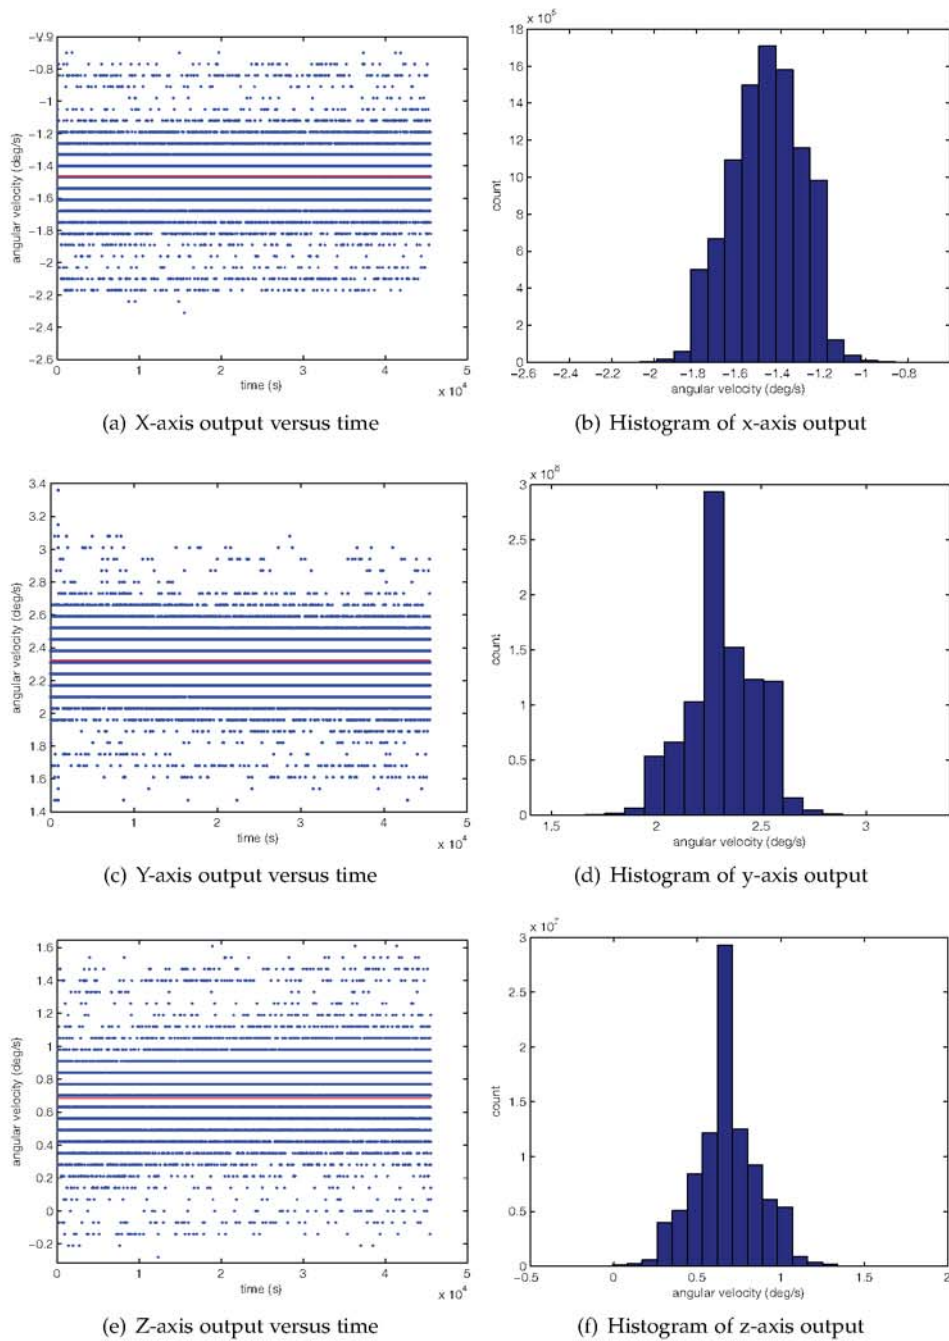 -0.6
-0.8
-1
-1.2
-1.4
-1.6
-1.8
-2
-2.2
-2.4
-2.6
angular velocity (deg/s)
0 1 2 3 4 5
time (s)
x 10^4
(a) X-axis output versus time
x 10^5
18
16
14
12
10
8
6
4
2
0
count
-2.6 -2.4 -2.2 -2 -1.8 -1.6 -1.4 -1.2 -1 -0.8
angular velocity (deg/s)
(b) Histogram of x-axis output
3.4
3.2
3
2.8
2.6
2.4
2.2
2
1.8
1.6
1.4
angular velocity (deg/s)
0 1 2 3 4 5
time (s)
x 10^4
(c) Y-axis output versus time
3
2.5
2
1.5
1
0.5
0
count
1.5 2 2.5 3
angular velocity (deg/s)
(d) Histogram of y-axis output
1.6
1.4
1.2
1
0.8
0.6
0.4
0.2
0
-0.2
angular velocity (deg/s)
0 1 2 3 4 5
time (s)
x 10^4
(e) Z-axis output versus time
3
2.5
2
1.5
1
0.5
0
count
-0.5 0 0.5 1 1.5 2
angular velocity (deg/s)
(f) Histogram of z-axis output